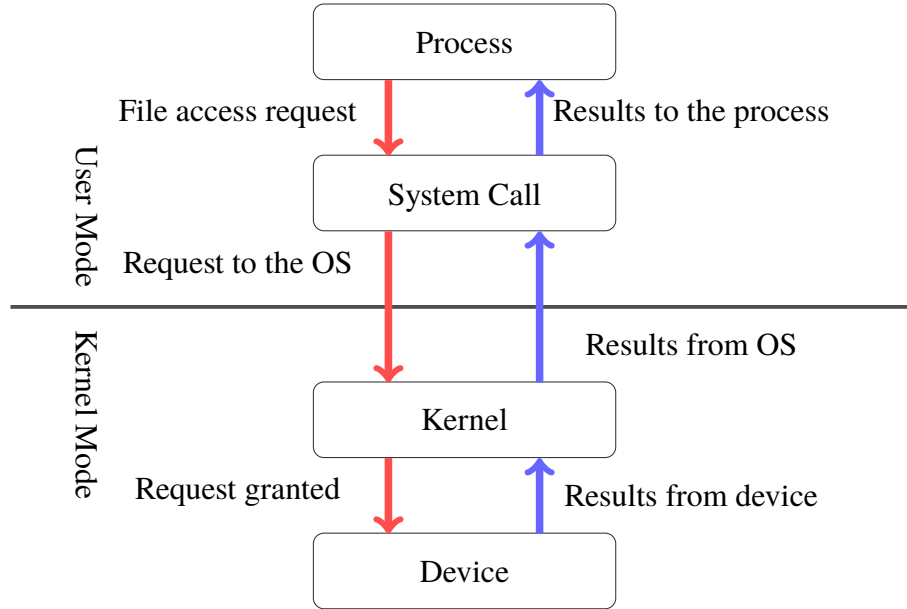 Process
File access request
Results to the process
System Call
User Mode
Request to the OS
Kernel Mode
Results from OS
Kernel
Request granted
Results from device
Device